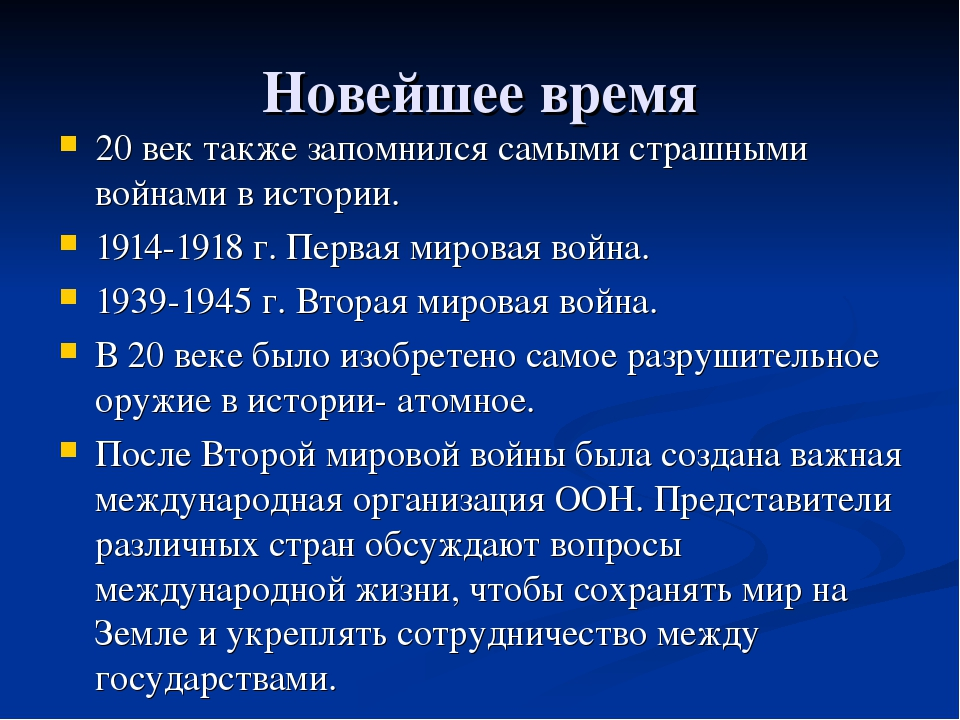 Новейшее время
20 век также запомнился самыми страшными
войнами в истории.
1914-1918 г. Первая мировая война.
1939-1945 г. Вторая мировая война.
В 20 веке было изобретено самое разрушительное
оружие в истории- атомное.
После Второй мировой войны была создана важная
международная организация ООН. Представители
различных стран обсуждают вопросы
международной жизни, чтобы сохранять мир на
Земле и укреплять сотрудничество между
государствами.